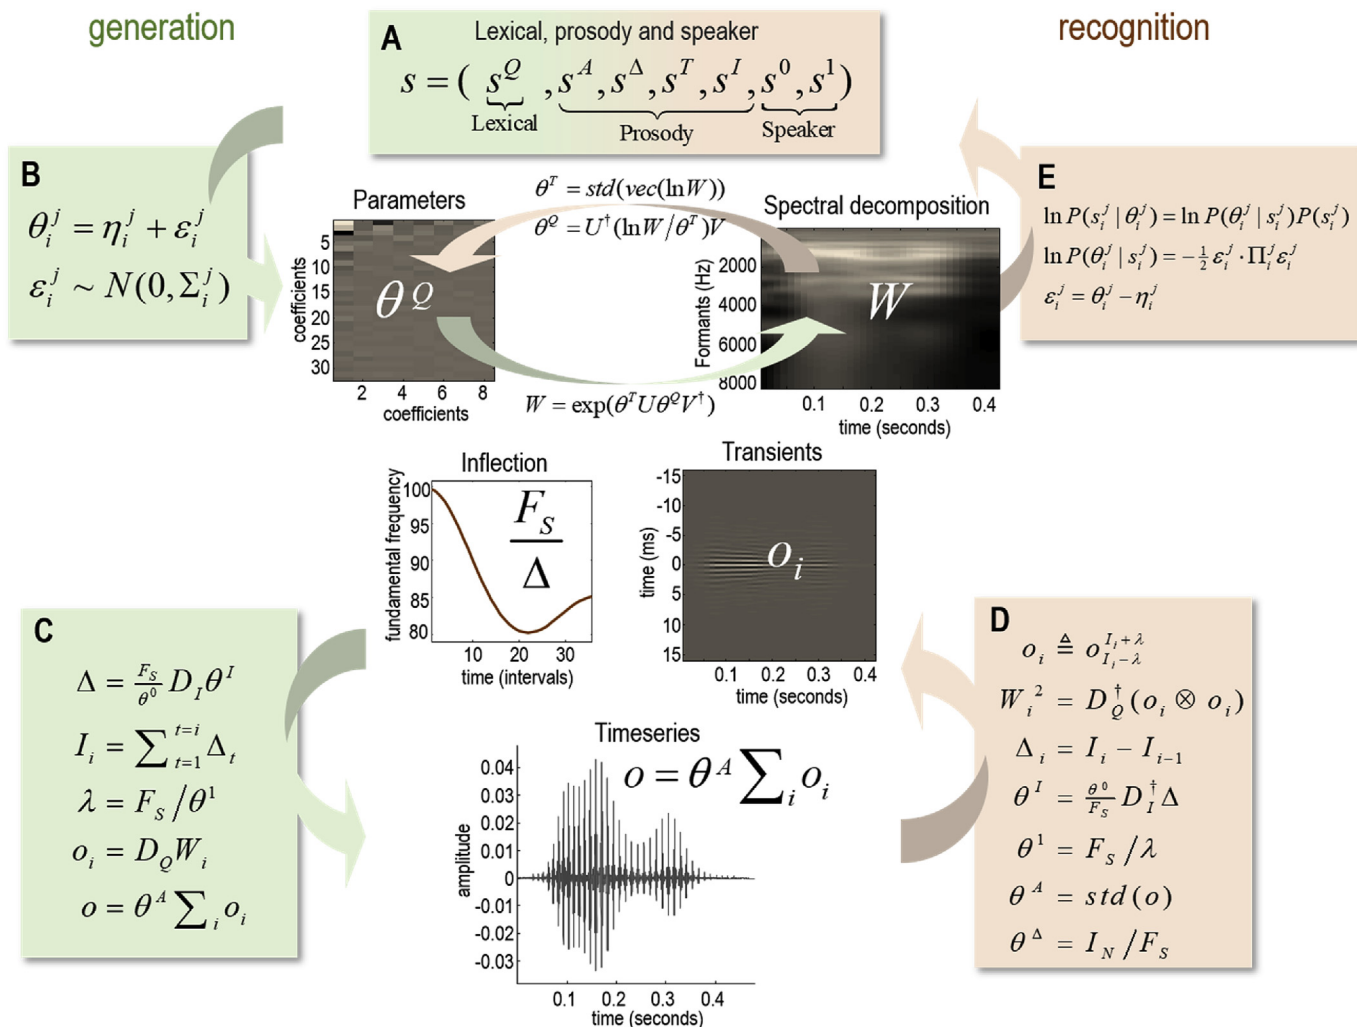 generation
recognition
A
Lexical, prosody and speaker
s = ( s^Q , s^A, s^Δ, s^T, s^I, s^0, s^1 )
Lexical
Prosody
Speaker
B
θ_i^j = η_i^j + ε_i^j
ε_i^j ~ N(0, Σ_i^j)
Parameters
θ^Q
coefficients
5
10
15
20
25
30
2 4 6 8
coefficients
θ^T = std(vec(ln W))
θ^Q = U^†(ln W/θ^T)V
W = exp(θ^T Uθ^Q V^†)
Spectral decomposition
W
Formants (Hz)
2000
4000
6000
8000
0.1 0.2 0.3 0.4
time (seconds)
E
ln P(s_i^j | θ_i^j) = ln P(θ_i^j | s_i^j)P(s_i^j)
ln P(θ_i^j | s_i^j) = -½ ε_i^j · Π_i^j ε_i^j
ε_i^j = θ_i^j - η_i^j
Inflection
F_S/Δ
fundamental frequency
100
95
90
85
80
10 20 30
time (intervals)
Transients
o_i
time (ms)
-15
-10
-5
0
5
10
15
0.1 0.2 0.3 0.4
time (seconds)
C
Δ = F_S/θ^0 D_I θ^I
I_i = ∑_{t=1}^{t=i} Δ_t
λ = F_S/θ^1
o_i = D_Q W_i
o = θ^A ∑_i o_i
Timeseries
o = θ^A ∑_i o_i
amplitude
0.04
0.03
0.02
0.01
0
-0.01
-0.02
-0.03
0.1 0.2 0.3 0.4
time (seconds)
D
o_i ≜ o_{I_i-λ}^{I_i+λ}
W_i^2 = D_Q^†(o_i ⊗ o_i)
Δ_i = I_i - I_{i-1}
θ^I = θ^0/F_S D_I^† Δ
θ^1 = F_S/λ
θ^A = std(o)
θ^Δ = I_N/F_S